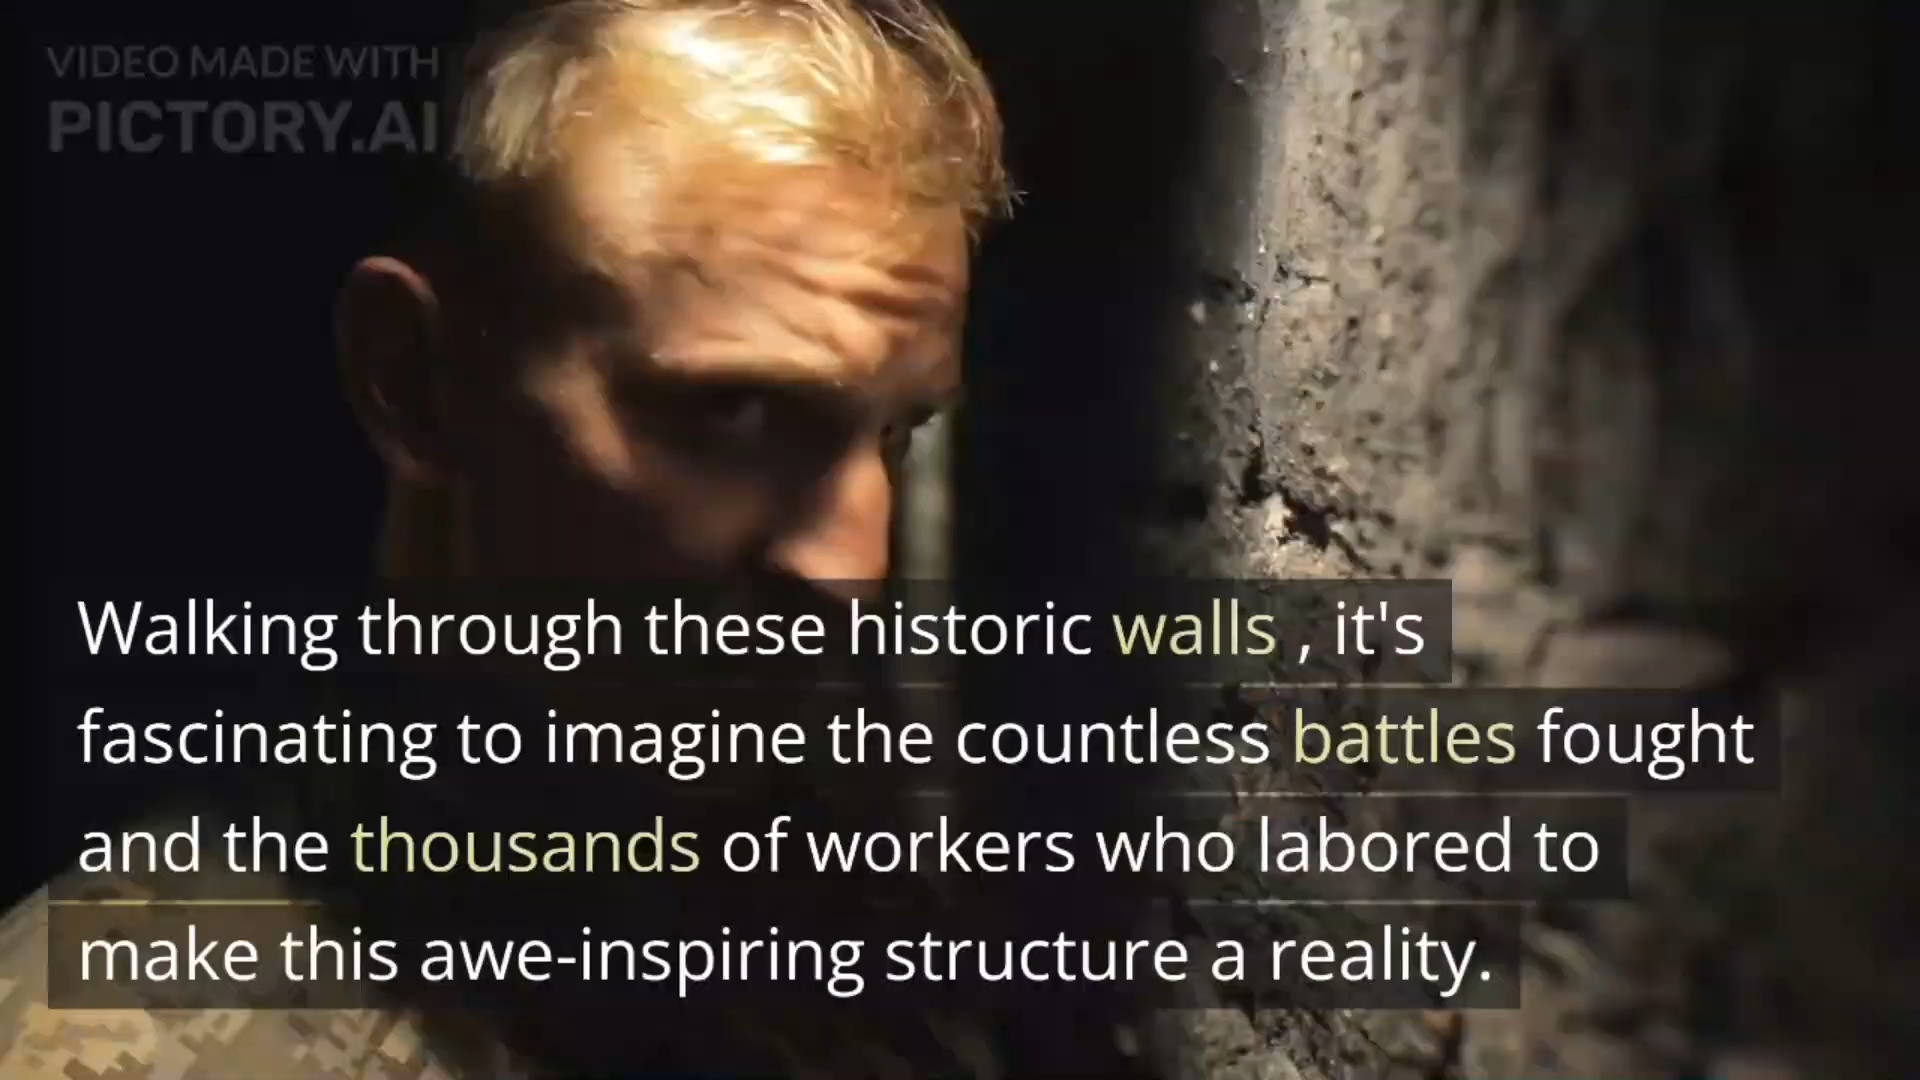 VIDEO MADE WITH
PICTORY.AI
Walking through these historic walls , it's
fascinating to imagine the countless battles fought
and the thousands of workers who labored to
make this awe-inspiring structure a reality.